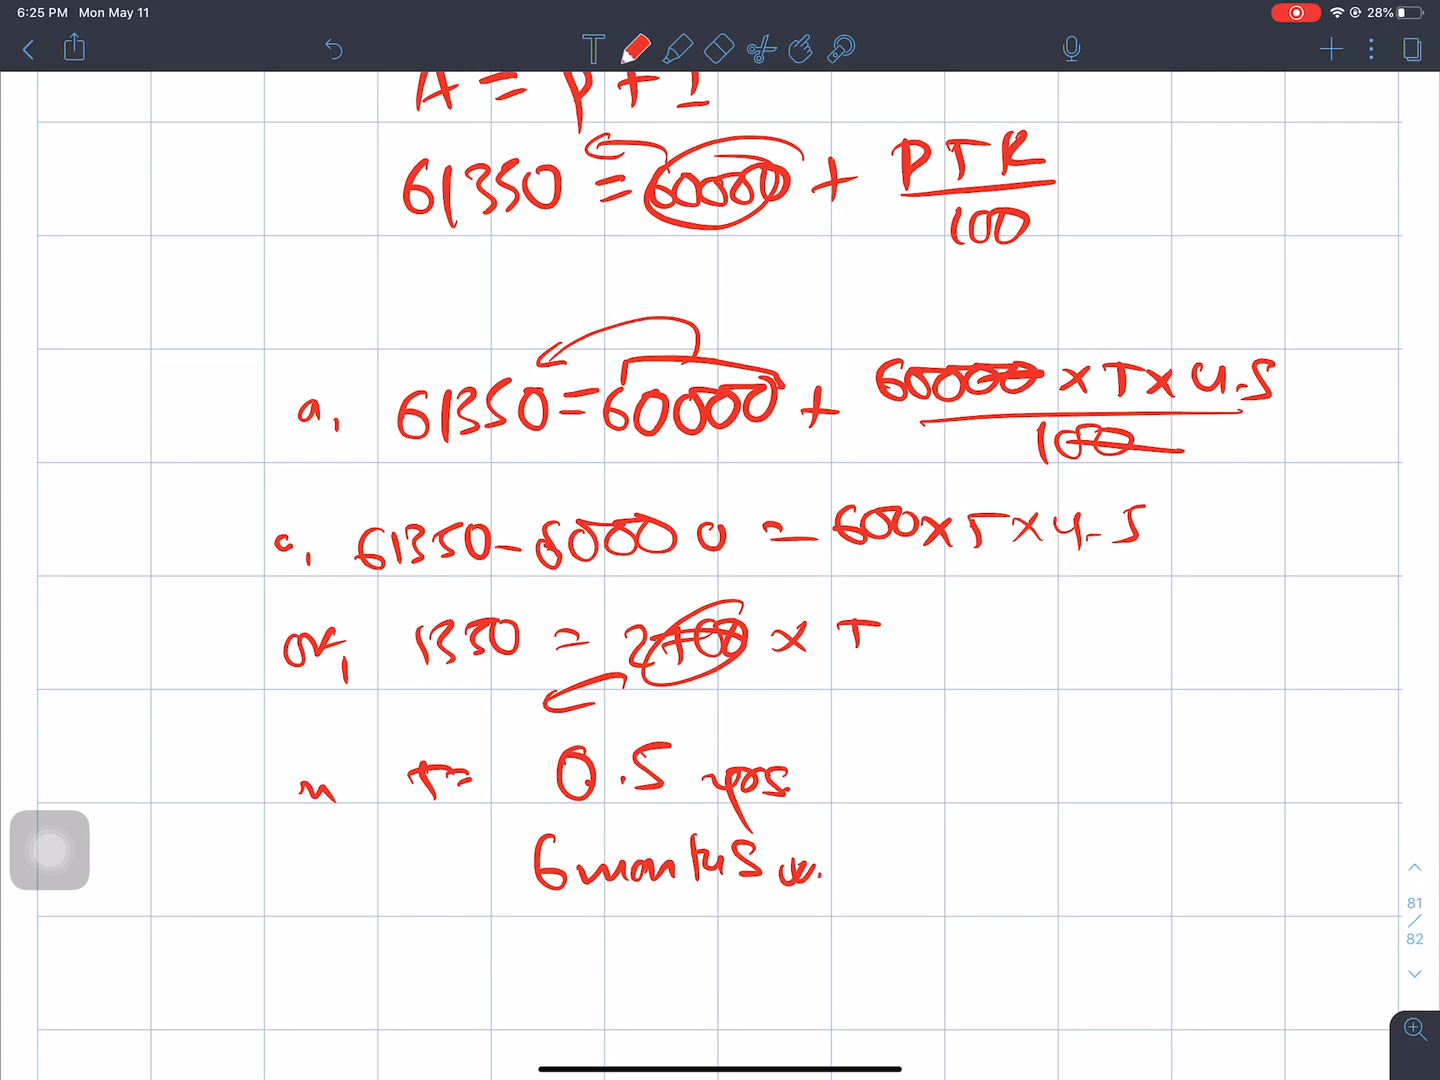 6:25 PM Mon May 11 28%
T
A = P + I
61350 = 60000 + PTR
100
61350 = 60000 + 60000 x T x 4.5
100
61350 - 60000 = 600 x T x 4.5
or, 1350 = 2700 x T
T = 0.5 yrs.
6 months
81
/
82